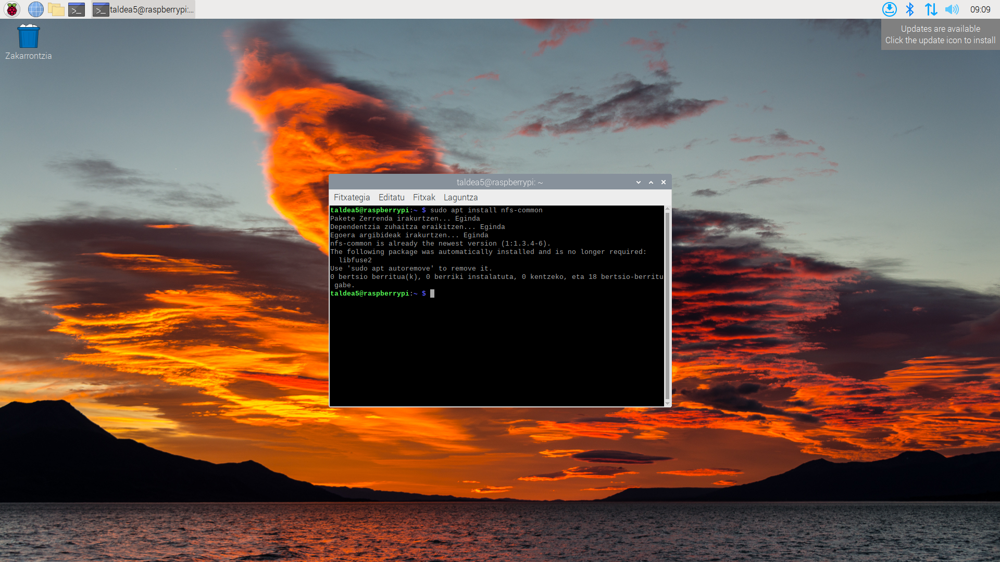 taldea5@raspberrypi:...
09:09
Updates are available
Click the update icon to install
Zakarrontzia
taldea5@raspberrypi: ~
Fitxategia Editatu Fitxak Laguntza
taldea5@raspberrypi:~ $ sudo apt install nfs-common
Pakete Zerrenda irakurtzen... Eginda
Dependentzia zuhaitza eraikitzen... Eginda
Egoera argibideak irakurtzen... Eginda
nfs-common is already the newest version (1:1.3.4-6).
The following package was automatically installed and is no longer required:
  libfuse2
Use 'sudo apt autoremove' to remove it.
0 bertsio berritua(k), 0 berriki instalatuta, 0 kentzeko, eta 18 bertsio-berritu
 gabe.
taldea5@raspberrypi:~ $